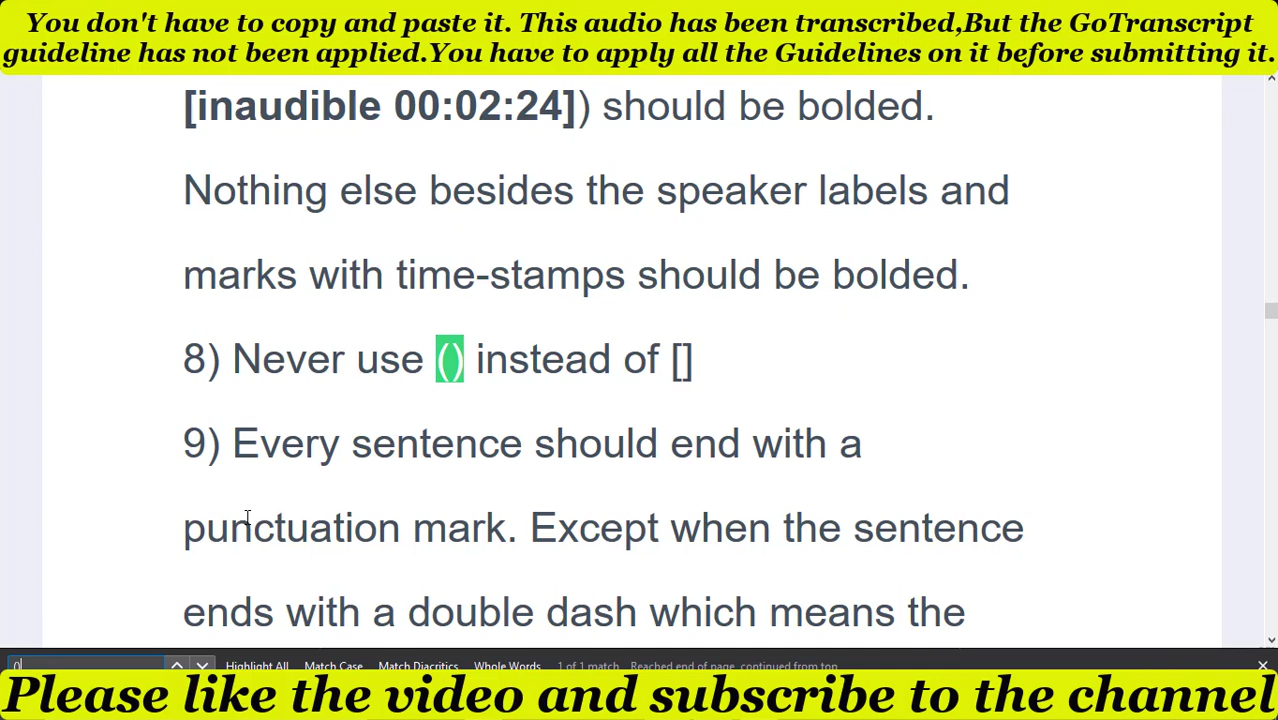 You don't have to copy and paste it. This audio has been transcribed,But the GoTranscript
guideline has not been applied.You have to apply all the Guidelines on it before submitting it.
[inaudible 00:02:24]) should be bolded.
Nothing else besides the speaker labels and
marks with time-stamps should be bolded.
8) Never use () instead of []
9) Every sentence should end with a
punctuation mark. Except when the sentence
ends with a double dash which means the
Highlight All Match Case Match Diacritics Whole Words 1 of 1 match Reached end of page, continued from top
Please like the video and subscribe to the channel